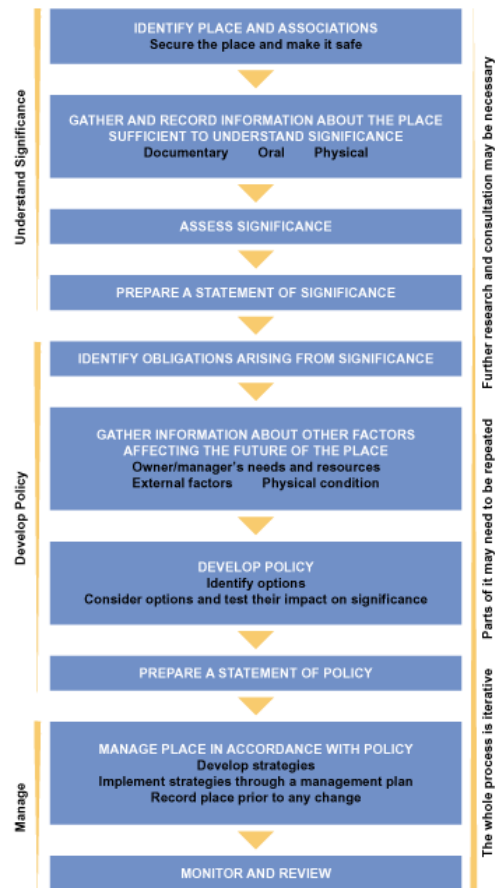 Understand Significance
IDENTIFY PLACE AND ASSOCIATIONS
Secure the place and make it safe
GATHER AND RECORD INFORMATION ABOUT THE PLACE
SUFFICIENT TO UNDERSTAND SIGNIFICANCE
Documentary Oral Physical
ASSESS SIGNIFICANCE
PREPARE A STATEMENT OF SIGNIFICANCE
Develop Policy
IDENTIFY OBLIGATIONS ARISING FROM SIGNIFICANCE
GATHER INFORMATION ABOUT OTHER FACTORS
AFFECTING THE FUTURE OF THE PLACE
Owner/manager's needs and resources
External factors Physical condition
DEVELOP POLICY
Identify options
Consider options and test their impact on significance
PREPARE A STATEMENT OF POLICY
Manage
MANAGE PLACE IN ACCORDANCE WITH POLICY
Develop strategies
Implement strategies through a management plan
Record place prior to any change
MONITOR AND REVIEW
The whole process is iterative Parts of it may need to be repeated Further research and consultation may be necessary